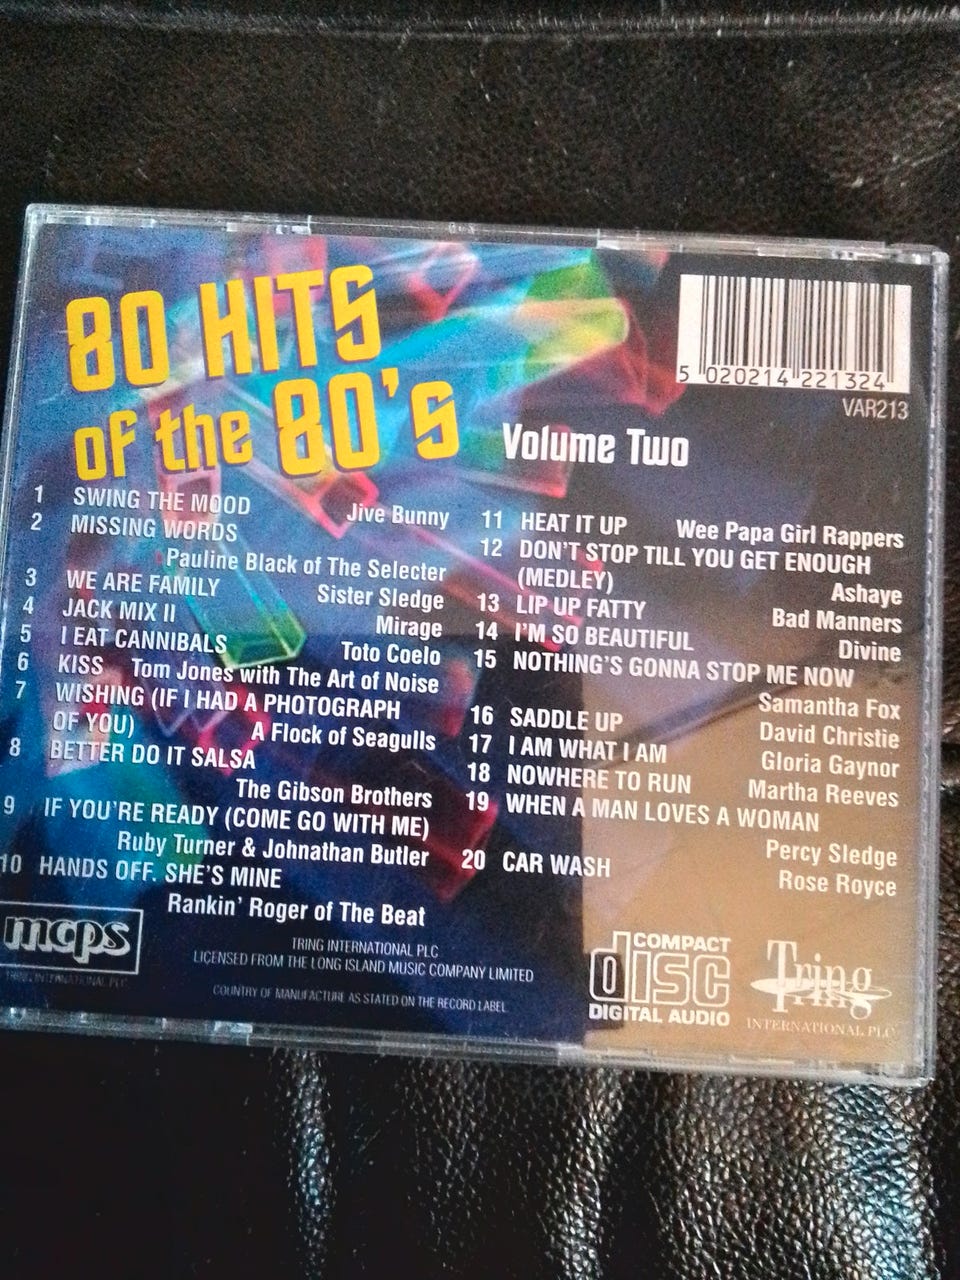 80 HITS
of the 80's
Volume Two
5 020214 221324
VAR213
1 SWING THE MOOD Jive Bunny
2 MISSING WORDS
Pauline Black of The Selecter
3 WE ARE FAMILY Sister Sledge
4 JACK MIX II Mirage
5 I EAT CANNIBALS Toto Coelo
6 KISS Tom Jones with The Art of Noise
7 WISHING (IF I HAD A PHOTOGRAPH
OF YOU) A Flock of Seagulls
8 BETTER DO IT SALSA
The Gibson Brothers
9 IF YOU'RE READY (COME GO WITH ME)
Ruby Turner & Johnathan Butler
10 HANDS OFF. SHE'S MINE
Rankin' Roger of The Beat
11 HEAT IT UP Wee Papa Girl Rappers
12 DON'T STOP TILL YOU GET ENOUGH
(MEDLEY) Ashaye
13 LIP UP FATTY Bad Manners
14 I'M SO BEAUTIFUL Divine
15 NOTHING'S GONNA STOP ME NOW
Samantha Fox
16 SADDLE UP David Christie
17 I AM WHAT I AM Gloria Gaynor
18 NOWHERE TO RUN Martha Reeves
19 WHEN A MAN LOVES A WOMAN
Percy Sledge
20 CAR WASH Rose Royce
mcps
TRING INTERNATIONAL PLC
TRING INTERNATIONAL PLC
LICENSED FROM THE LONG ISLAND MUSIC COMPANY LIMITED
COUNTRY OF MANUFACTURE AS STATED ON THE RECORD LABEL
COMPACT
disc
DIGITAL AUDIO
Tring
INTERNATIONAL PLC